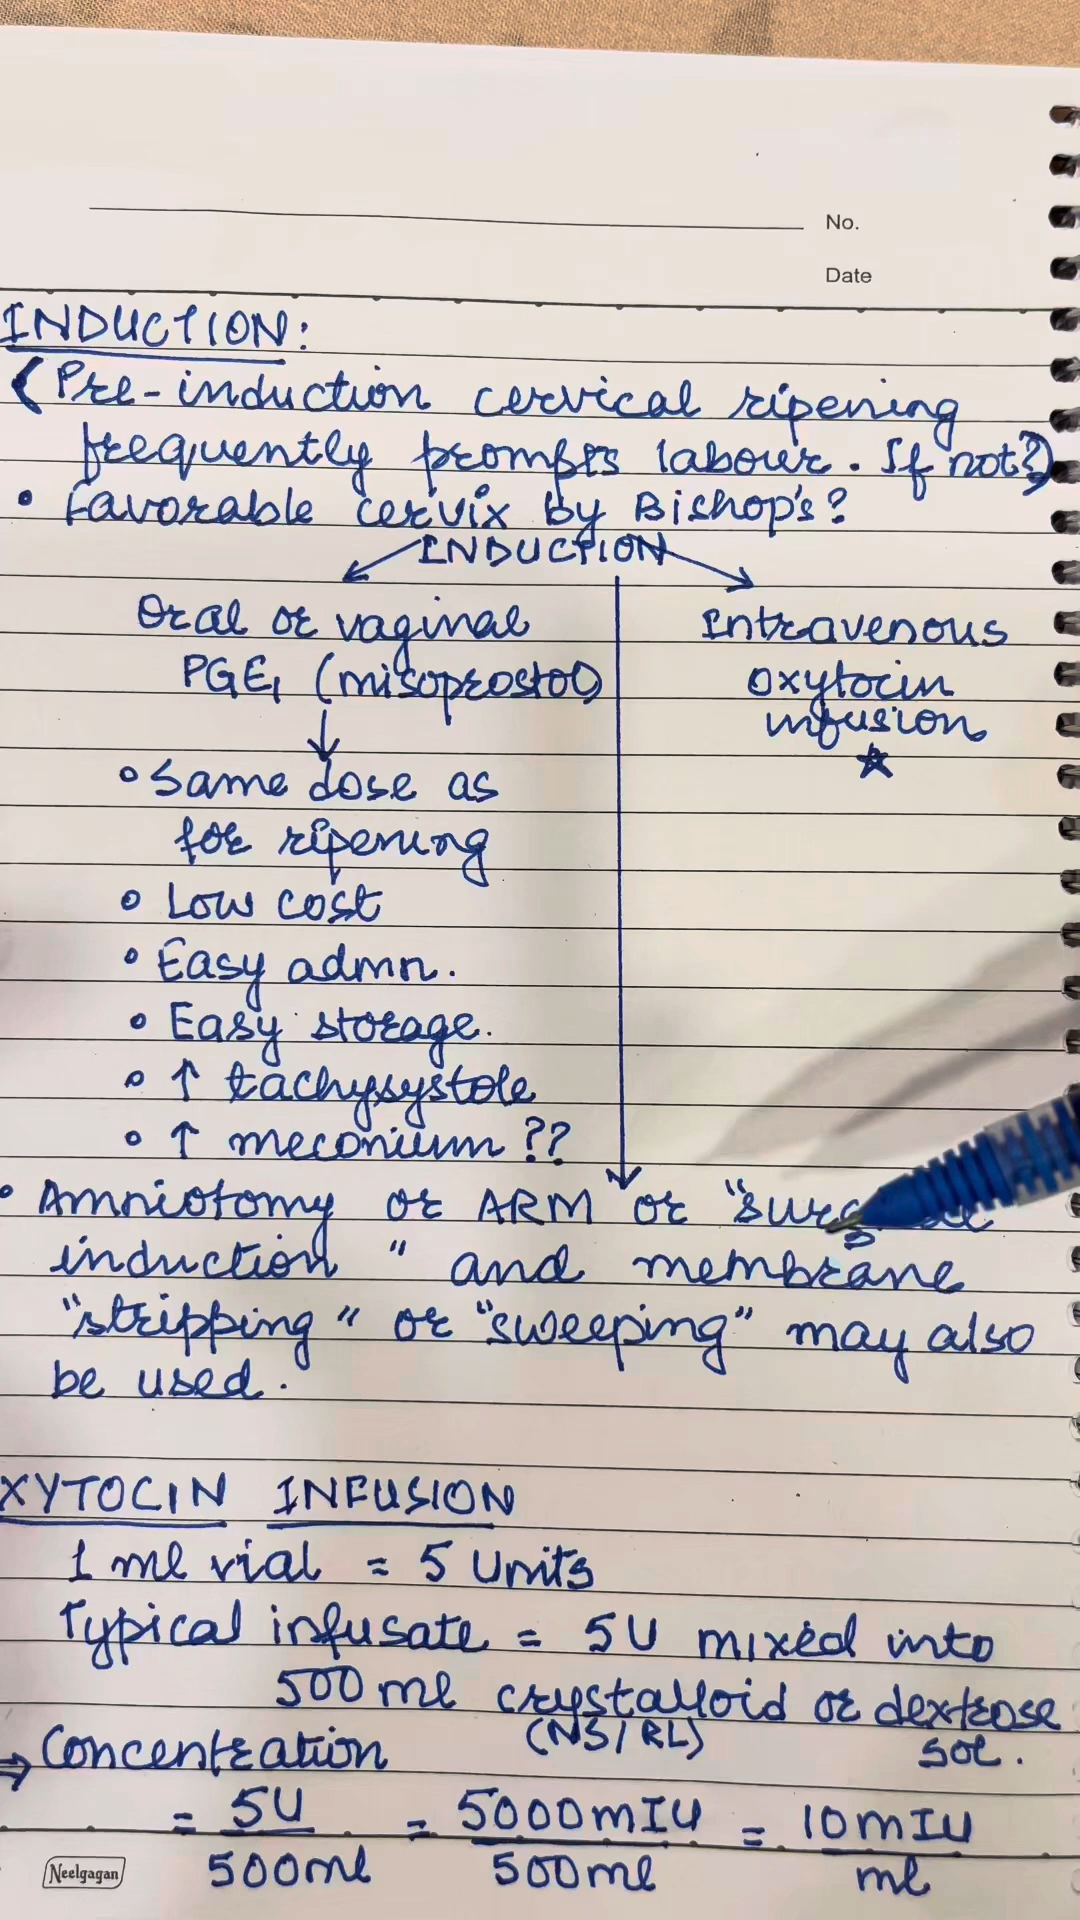 No.
Date
INDUCTION:
(Pre-induction cervical ripening
frequently prompts labour. If not?)
• Favorable cervix by Bishop's?
INDUCTION
Oral or vaginal
PGE₁ (misoprostol)
Intravenous
oxytocin
infusion
☆
• Same dose as
for ripening
• Low cost
• Easy admn.
• Easy storage.
• ↑ tachysystole
• ↑ meconium ??
• Amniotomy or ARM or "
induction" and membrane
"stripping" or "sweeping" may also
be used.
XYTOCIN INFUSION
1 ml vial = 5 Units
Typical infusate = 5U mixed into
500 ml crystalloid or dextrose
(NS/RL) sol.
⇒ Concentration
= 5U/500ml = 5000mIU/500ml = 10mIU/ml
Neelgagan